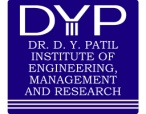 DYP
DR. D. Y. PATIL
INSTITUTE OF
ENGINEERING,
MANAGEMENT
AND RESEARCH